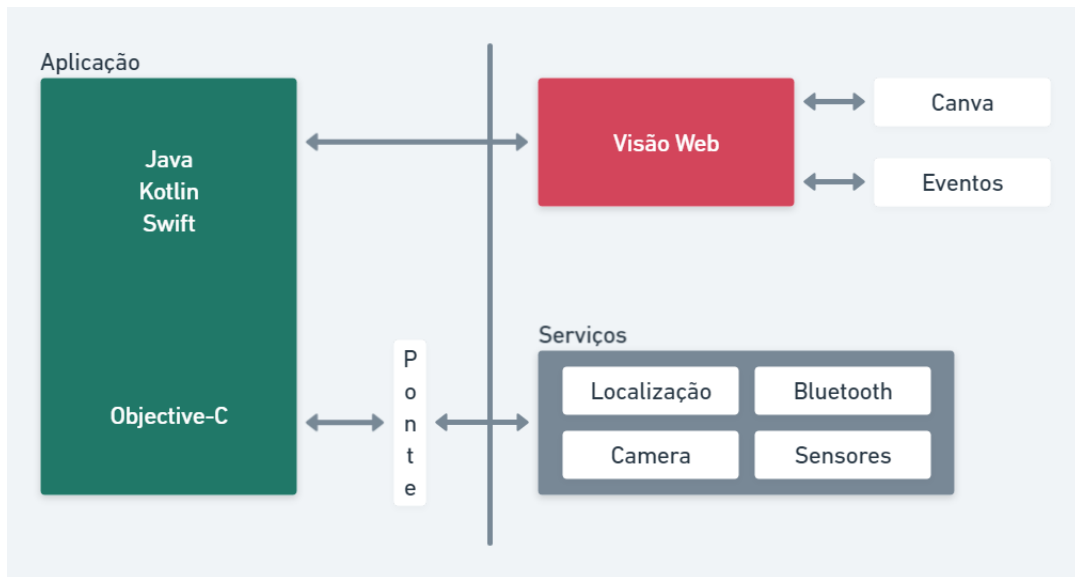 Aplicação
Java
Kotlin
Swift
Objective-C
P
o
n
t
e
Visão Web
Canva
Eventos
Serviços
Localização
Bluetooth
Camera
Sensores